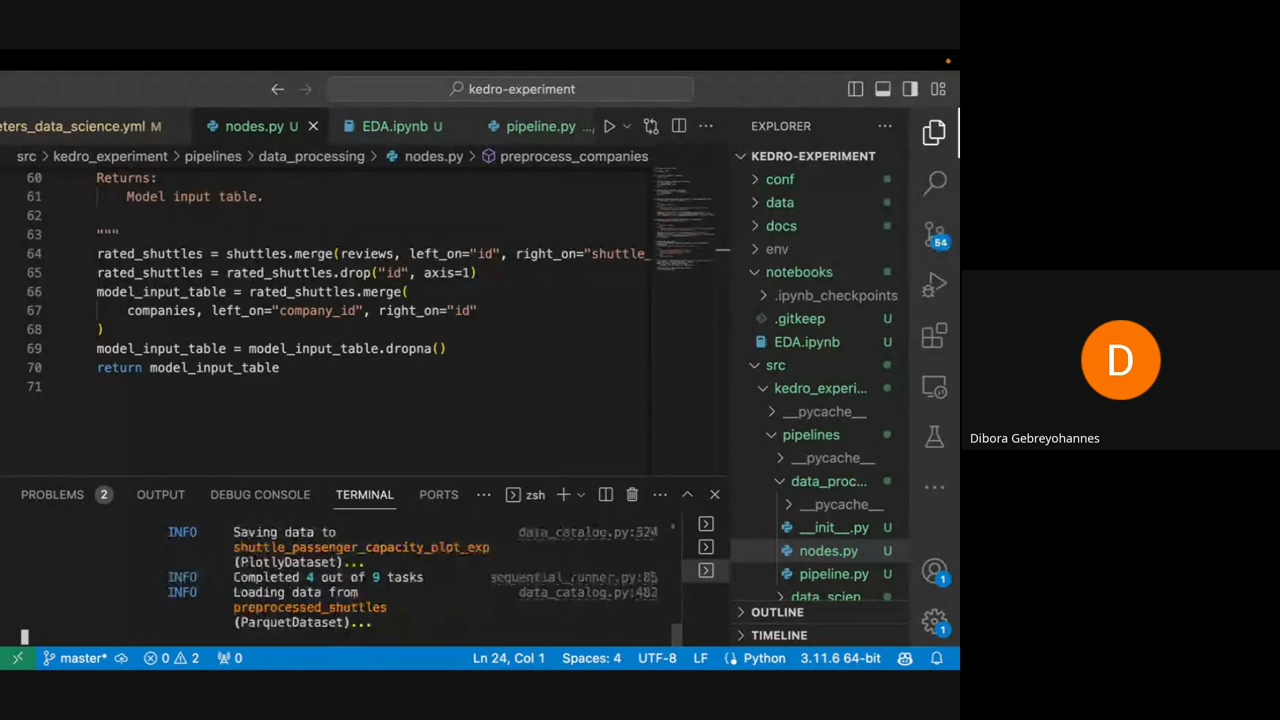 kedro-experiment
eters_data_science.yml M
nodes.py U
EDA.ipynb U
pipeline.py ...
EXPLORER
src > kedro_experiment > pipelines > data_processing > nodes.py > preprocess_companies
KEDRO-EXPERIMENT
60 Returns:
61 Model input table.
62
63 """
64 rated_shuttles = shuttles.merge(reviews, left_on="id", right_on="shuttle_
65 rated_shuttles = rated_shuttles.drop("id", axis=1)
66 model_input_table = rated_shuttles.merge(
67 companies, left_on="company_id", right_on="id"
68 )
69 model_input_table = model_input_table.dropna()
70 return model_input_table
71
conf
data
docs
env
notebooks
.ipynb_checkpoints
.gitkeep U
EDA.ipynb U
src
kedro_experi...
__pycache__
pipelines
__pycache__
data_proc...
__pycache__
__init__.py U
nodes.py U
pipeline.py U
data_scien
OUTLINE
TIMELINE
54
1
1
PROBLEMS 2 OUTPUT DEBUG CONSOLE TERMINAL PORTS ... zsh
INFO Saving data to data_catalog.py:524
shuttle_passenger_capacity_plot_exp
(PlotlyDataset)...
INFO Completed 4 out of 9 tasks sequential_runner.py:85
INFO Loading data from data_catalog.py:483
preprocessed_shuttles
(ParquetDataset)...
master* 0 2 0 Ln 24, Col 1 Spaces: 4 UTF-8 LF Python 3.11.6 64-bit
D
Dibora Gebreyohannes